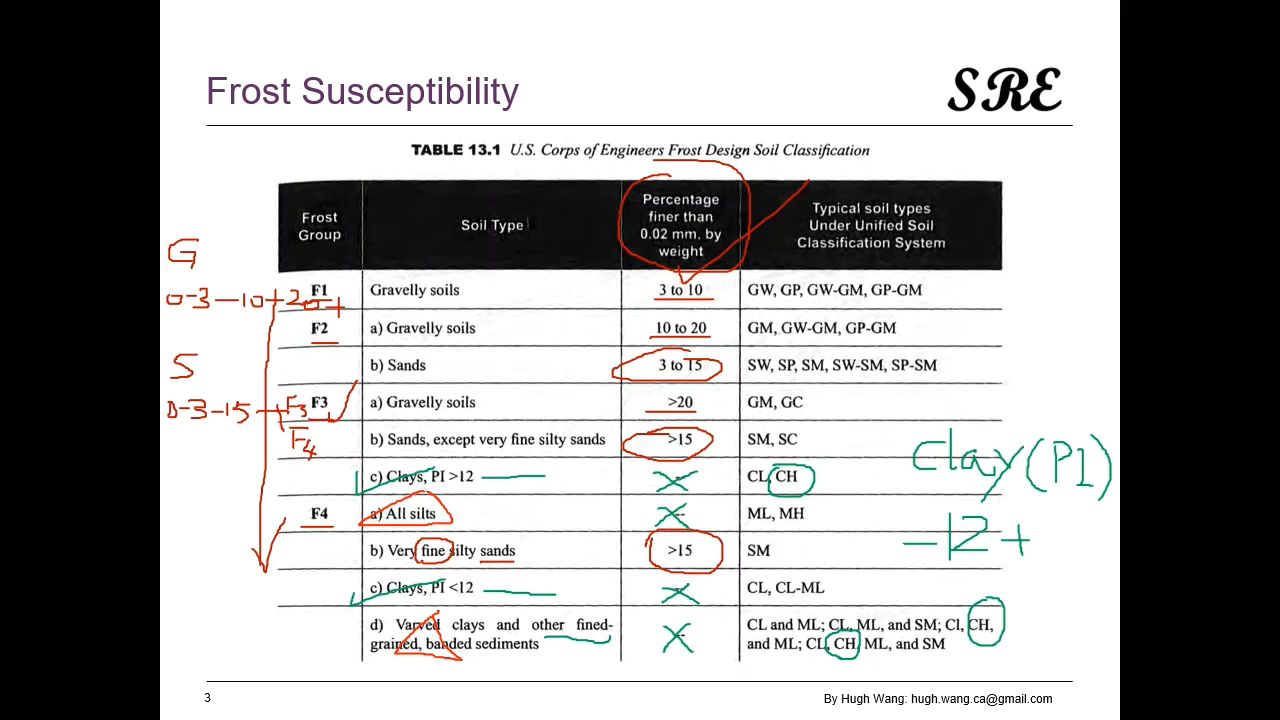 Frost Susceptibility
SRE
TABLE 13.1 U.S. Corps of Engineers Frost Design Soil Classification
Frost Group
Soil Type
Percentage finer than 0.02 mm, by weight
Typical soil types Under Unified Soil Classification System
G
0-3-10+20+
F1 Gravelly soils 3 to 10 GW, GP, GW-GM, GP-GM
F2 a) Gravelly soils 10 to 20 GM, GW-GM, GP-GM
S
b) Sands 3 to 15 SW, SP, SM, SW-SM, SP-SM
0-3-15+F3
F3 a) Gravelly soils >20 GM, GC
F4
b) Sands, except very fine silty sands >15 SM, SC
Clay (PI)
c) Clays, PI >12 CL, CH
F4 a) All silts -- ML, MH
-12+
b) Very fine silty sands >15 SM
c) Clays, PI <12 CL, CL-ML
d) Varved clays and other fined-
grained, banded sediments
CL and ML; CL, ML, and SM; Cl, CH,
and ML; CL, CH, ML, and SM
3
By Hugh Wang: hugh.wang.ca@gmail.com